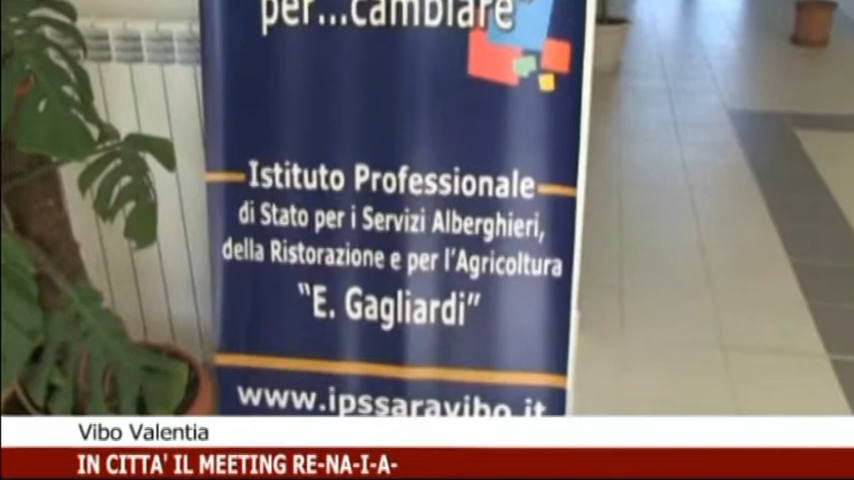 per...cambiare"
Istituto Professionale
di Stato per i Servizi Alberghieri,
della Ristorazione e per l'Agricoltura
"E. Gagliardi"
www.ipssaravibo.it
Vibo Valentia
IN CITTA' IL MEETING RE-NA-I-A-